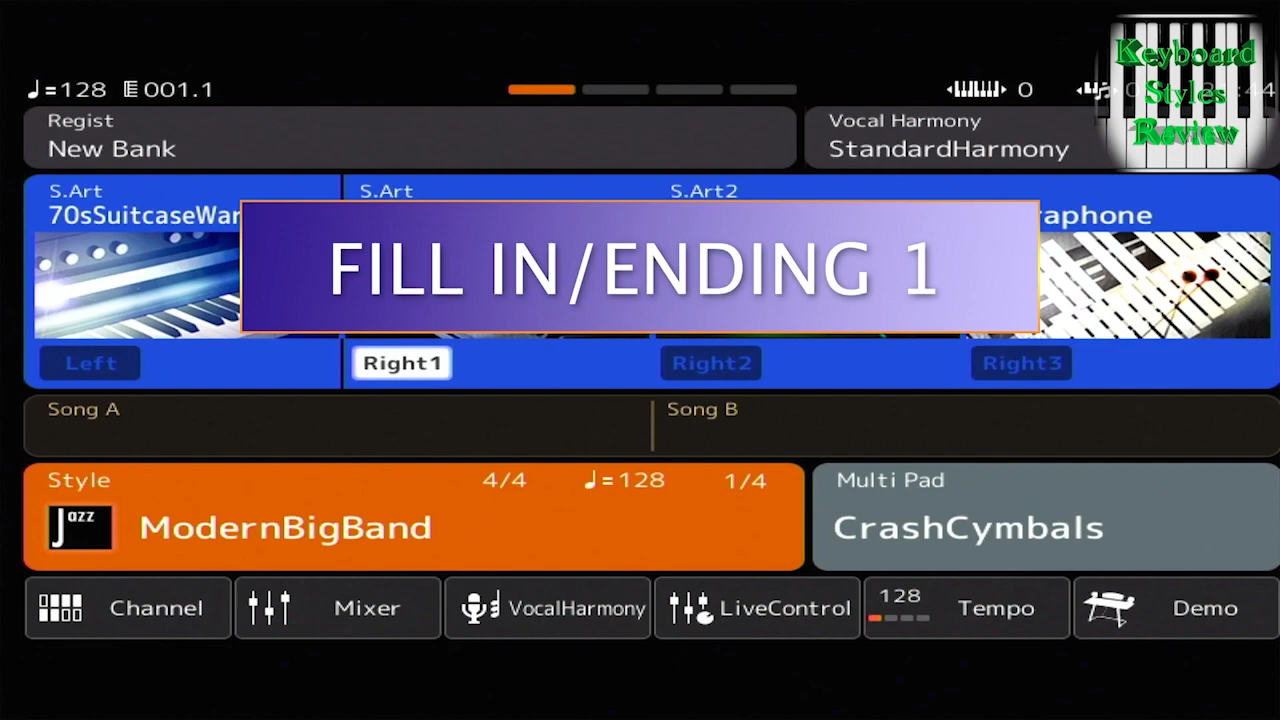 =128 001.1
0
Keyboard
Styles
Review
Regist
New Bank
Vocal Harmony
StandardHarmony
S.Art
70sSuitcaseWar
S.Art
S.Art2
raphone
FILL IN/ENDING 1
Left
Right1
Right2
Right3
Song A
Song B
Style 4/4 =128 1/4
Jazz
ModernBigBand
Multi Pad
CrashCymbals
Channel
Mixer
VocalHarmony
LiveControl
128
Tempo
Demo